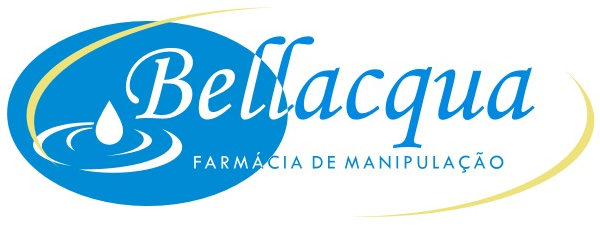 Bellacqua
FARMÁCIA DE MANIPULAÇÃO